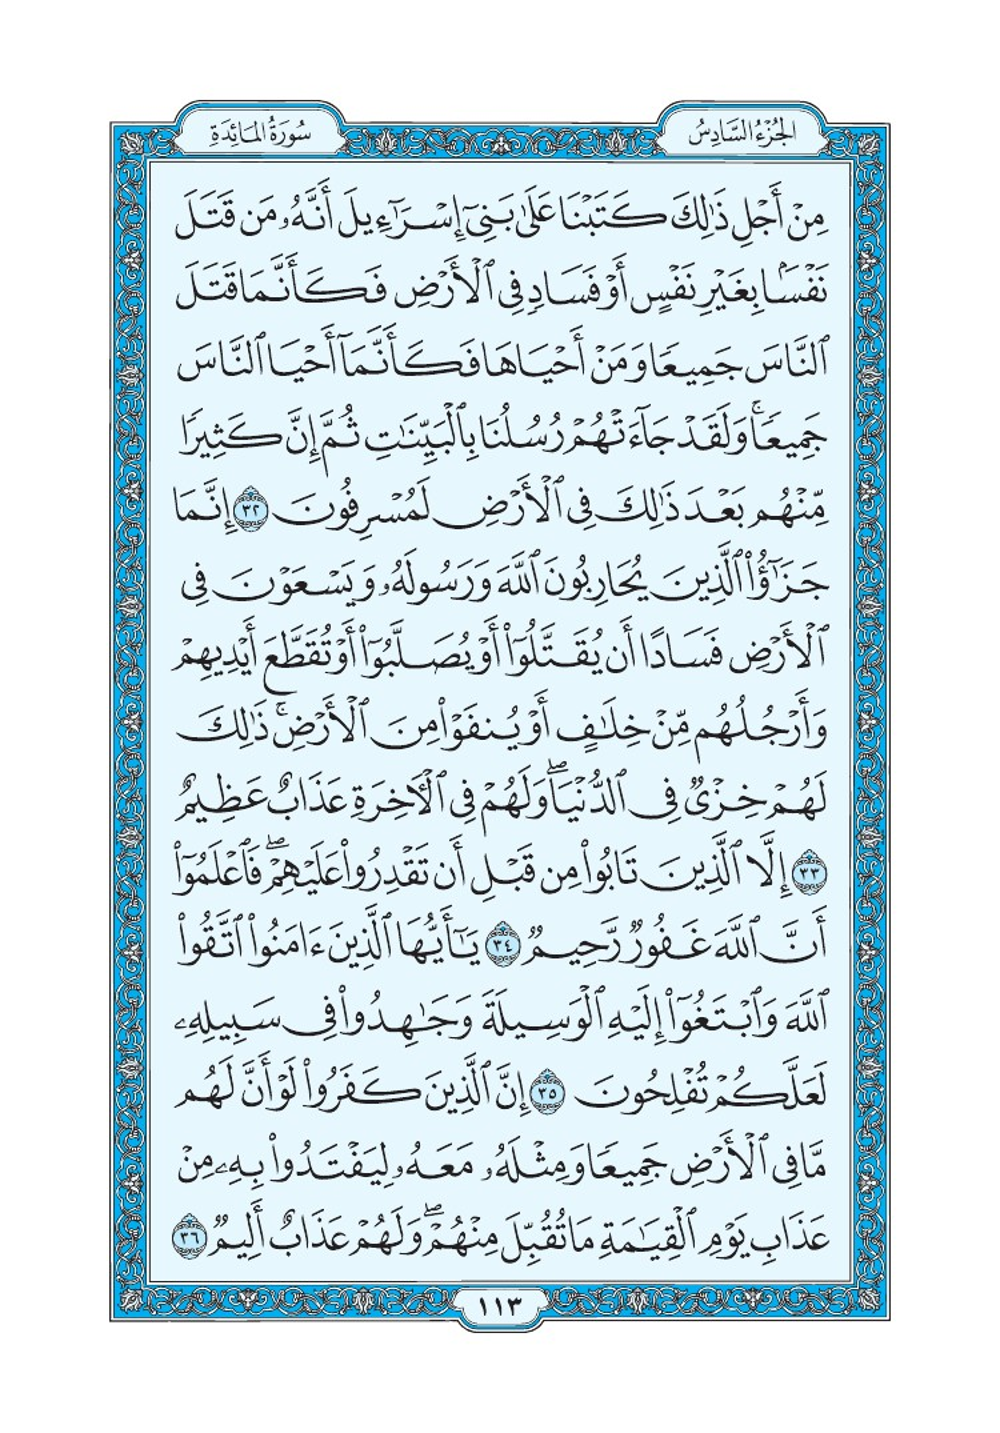 الجُزْءُ السَّادِسُ
سُورَةُ المَائِدَةِ
مِنْ أَجْلِ ذَٰلِكَ كَتَبْنَا عَلَىٰ بَنِىٓ إِسْرَٰٓءِيلَ أَنَّهُۥ مَن قَتَلَ
نَفْسَۢا بِغَيْرِ نَفْسٍ أَوْ فَسَادٍ فِى ٱلْأَرْضِ فَكَأَنَّمَا قَتَلَ
ٱلنَّاسَ جَمِيعًا وَمَنْ أَحْيَاهَا فَكَأَنَّمَآ أَحْيَا ٱلنَّاسَ
جَمِيعًا ۚ وَلَقَدْ جَآءَتْهُمْ رُسُلُنَا بِٱلْبَيِّنَٰتِ ثُمَّ إِنَّ كَثِيرًا
مِّنْهُم بَعْدَ ذَٰلِكَ فِى ٱلْأَرْضِ لَمُسْرِفُونَ ٣٢ إِنَّمَا
جَزَٰٓؤُا۟ ٱلَّذِينَ يُحَارِبُونَ ٱللَّهَ وَرَسُولَهُۥ وَيَسْعَوْنَ فِى
ٱلْأَرْضِ فَسَادًا أَن يُقَتَّلُوٓا۟ أَوْ يُصَلَّبُوٓا۟ أَوْ تُقَطَّعَ أَيْدِيهِمْ
وَأَرْجُلُهُم مِّنْ خِلَٰفٍ أَوْ يُنفَوْا۟ مِنَ ٱلْأَرْضِ ۚ ذَٰلِكَ
لَهُمْ خِزْىٌ فِى ٱلدُّنْيَا ۖ وَلَهُمْ فِى ٱلْءَاخِرَةِ عَذَابٌ عَظِيمٌ
٣٣ إِلَّا ٱلَّذِينَ تَابُوا۟ مِن قَبْلِ أَن تَقْدِرُوا۟ عَلَيْهِمْ ۖ فَٱعْلَمُوٓا۟
أَنَّ ٱللَّهَ غَفُورٌ رَّحِيمٌ ٣٤ يَٰٓأَيُّهَا ٱلَّذِينَ ءَامَنُوا۟ ٱتَّقُوا۟
ٱللَّهَ وَٱبْتَغُوٓا۟ إِلَيْهِ ٱلْوَسِيلَةَ وَجَٰهِدُوا۟ فِى سَبِيلِهِۦ
لَعَلَّكُمْ تُفْلِحُونَ ٣٥ إِنَّ ٱلَّذِينَ كَفَرُوا۟ لَوْ أَنَّ لَهُم
مَّا فِى ٱلْأَرْضِ جَمِيعًا وَمِثْلَهُۥ مَعَهُۥ لِيَفْتَدُوا۟ بِهِۦ مِنْ
عَذَابِ يَوْمِ ٱلْقِيَٰمَةِ مَا تُقُبِّلَ مِنْهُمْ ۖ وَلَهُمْ عَذَابٌ أَلِيمٌ ٣٦
١١٣